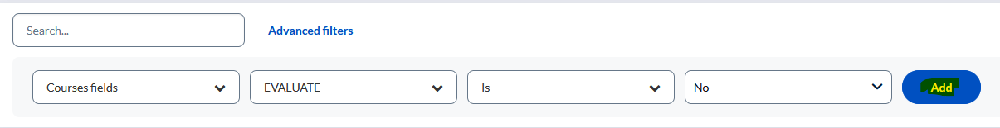 Search... Advanced filters
Courses fields EVALUATE Is No Add